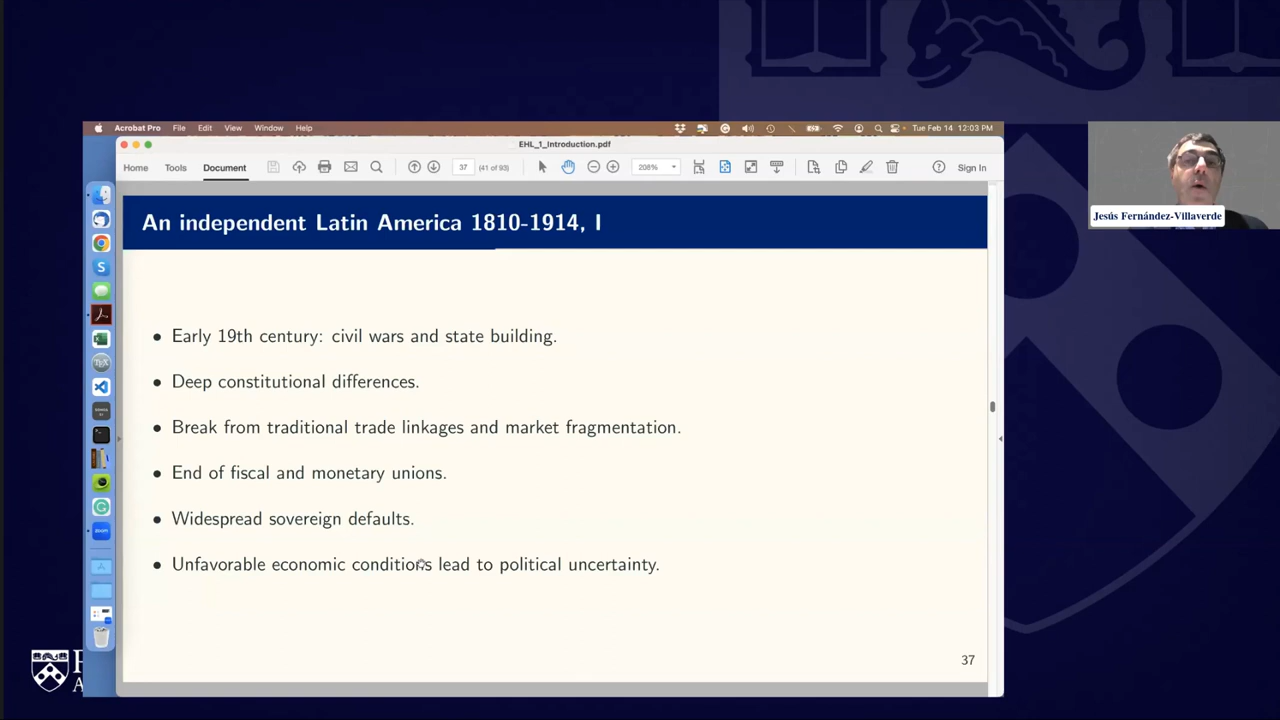 Acrobat Pro File Edit View Window Help Tue Feb 14 12:03 PM
EHL_1_Introduction.pdf
Home Tools Document 37 (41 of 93) 208% Sign In
An independent Latin America 1810-1914, I
Jesús Fernández-Villaverde
• Early 19th century: civil wars and state building.
• Deep constitutional differences.
• Break from traditional trade linkages and market fragmentation.
• End of fiscal and monetary unions.
• Widespread sovereign defaults.
• Unfavorable economic conditions lead to political uncertainty.
37